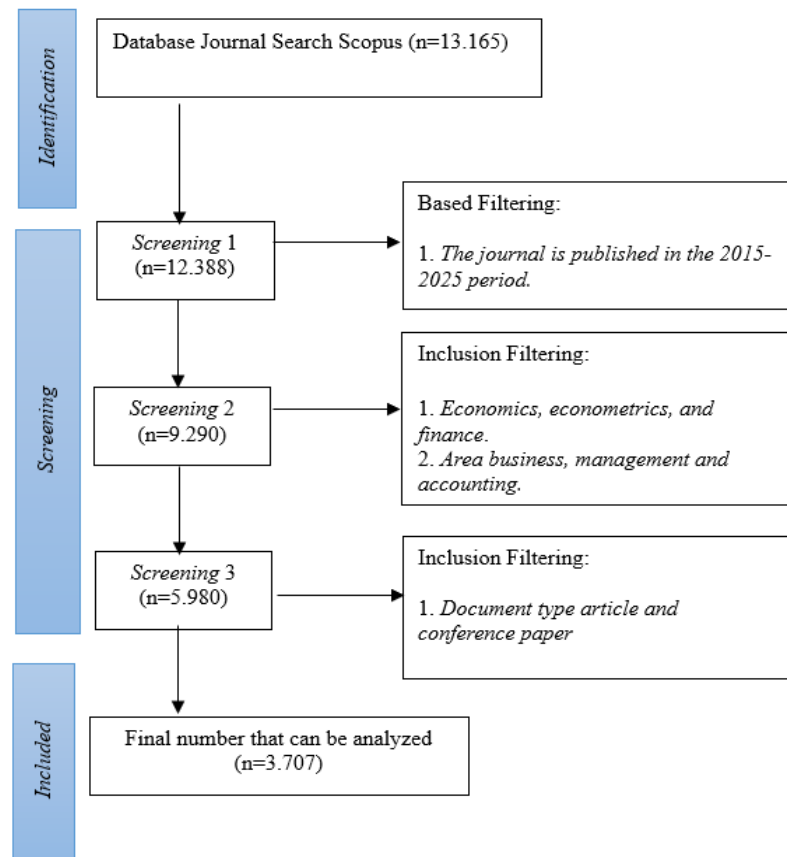 Identification
Database Journal Search Scopus (n=13.165)
Screening
Screening 1
(n=12.388)
Based Filtering:
1. The journal is published in the 2015-
2025 period.
Screening 2
(n=9.290)
Inclusion Filtering:
1. Economics, econometrics, and
finance.
2. Area business, management and
accounting.
Screening 3
(n=5.980)
Inclusion Filtering:
1. Document type article and
conference paper
Included
Final number that can be analyzed
(n=3.707)